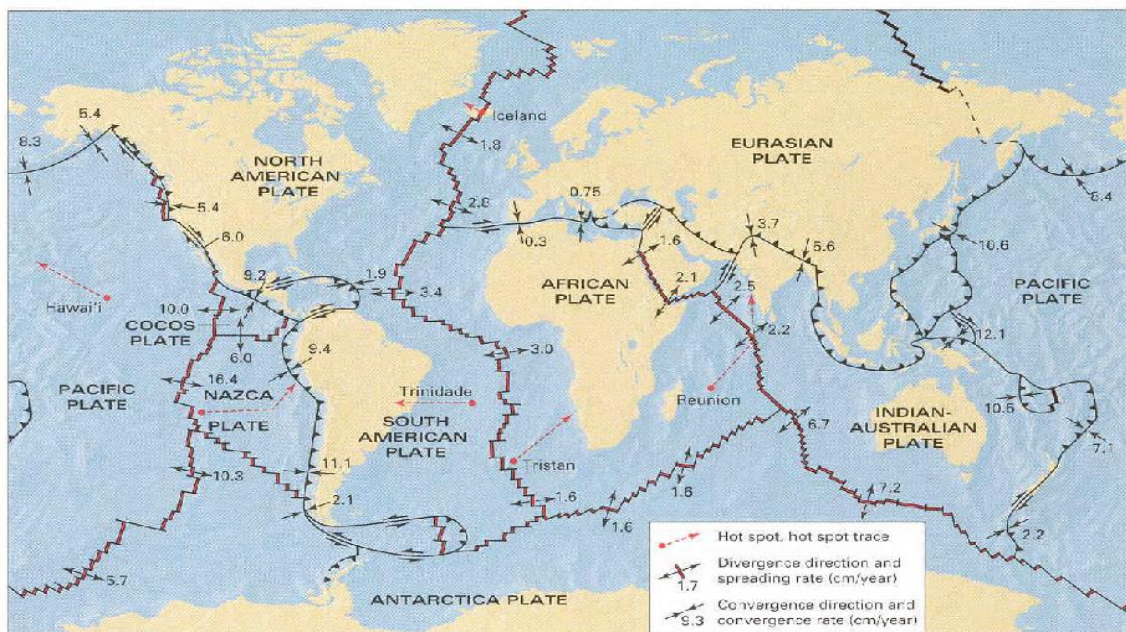 Iceland
5.4
8.3
1.8
NORTH
AMERICAN
PLATE
EURASIAN
PLATE
8.4
2.8
0.75
5.4
0.3
3.7
6.0
1.6
5.6
10.6
9.2
1.9
AFRICAN
PLATE
2.1
2.5
PACIFIC
PLATE
3.4
Hawai'i
10.0
COCOS
PLATE
2.2
12.1
6.0
3.0
9.4
16.4
PACIFIC
PLATE
NAZCA
PLATE
Trinidade
Reunion
10.5
SOUTH
AMERICAN
PLATE
INDIAN-
AUSTRALIAN
PLATE
6.7
7.1
Tristan
11.1
10.3
2.1
1.6
1.6
7.2
1.6
2.2
5.7
ANTARCTICA PLATE
Hot spot, hot spot trace
Divergence direction and
spreading rate (cm/year)
1.7
Convergence direction and
convergence rate (cm/year)
9.3